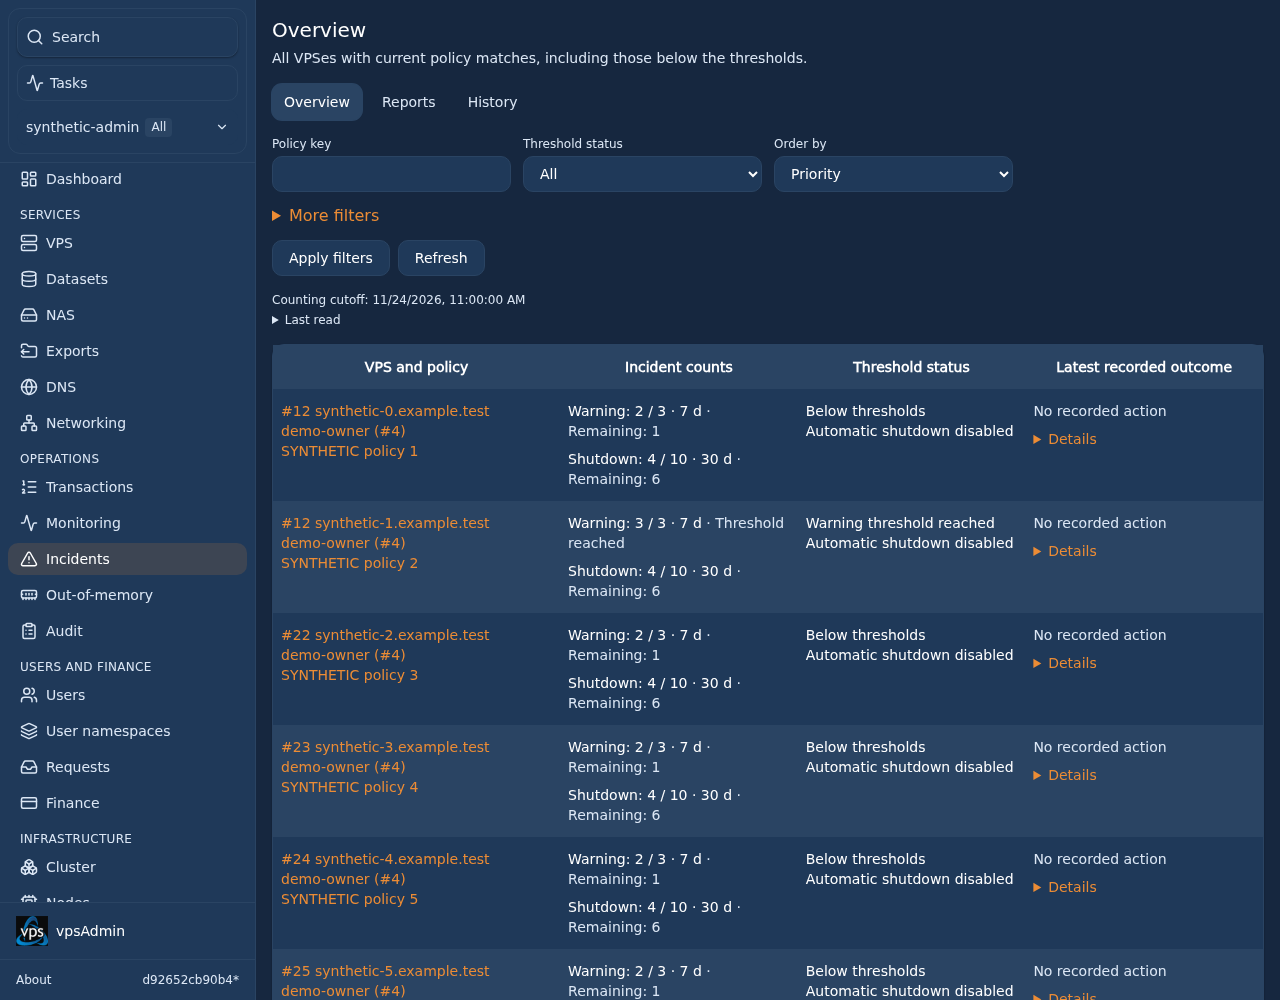 Search
Tasks
synthetic-admin All
Dashboard
SERVICES
VPS
Datasets
NAS
Exports
DNS
Networking
OPERATIONS
Transactions
Monitoring
Incidents
Out-of-memory
Audit
USERS AND FINANCE
Users
User namespaces
Requests
Finance
INFRASTRUCTURE
Cluster
Nodes
vps
vpsAdmin
About d92652cb90b4*
Overview
All VPSes with current policy matches, including those below the thresholds.
Overview Reports History
Policy key Threshold status Order by
All Priority
More filters
Apply filters Refresh
Counting cutoff: 11/24/2026, 11:00:00 AM
Last read
VPS and policy Incident counts Threshold status Latest recorded outcome
#12 synthetic-0.example.test Warning: 2 / 3 · 7 d · Below thresholds No recorded action
demo-owner (#4) Remaining: 1 Automatic shutdown disabled Details
SYNTHETIC policy 1 Shutdown: 4 / 10 · 30 d ·
Remaining: 6
#12 synthetic-1.example.test Warning: 3 / 3 · 7 d · Threshold Warning threshold reached No recorded action
demo-owner (#4) reached Automatic shutdown disabled Details
SYNTHETIC policy 2 Shutdown: 4 / 10 · 30 d ·
Remaining: 6
#22 synthetic-2.example.test Warning: 2 / 3 · 7 d · Below thresholds No recorded action
demo-owner (#4) Remaining: 1 Automatic shutdown disabled Details
SYNTHETIC policy 3 Shutdown: 4 / 10 · 30 d ·
Remaining: 6
#23 synthetic-3.example.test Warning: 2 / 3 · 7 d · Below thresholds No recorded action
demo-owner (#4) Remaining: 1 Automatic shutdown disabled Details
SYNTHETIC policy 4 Shutdown: 4 / 10 · 30 d ·
Remaining: 6
#24 synthetic-4.example.test Warning: 2 / 3 · 7 d · Below thresholds No recorded action
demo-owner (#4) Remaining: 1 Automatic shutdown disabled Details
SYNTHETIC policy 5 Shutdown: 4 / 10 · 30 d ·
Remaining: 6
#25 synthetic-5.example.test Warning: 2 / 3 · 7 d · Below thresholds No recorded action
demo-owner (#4) Remaining: 1 Automatic shutdown disabled Details